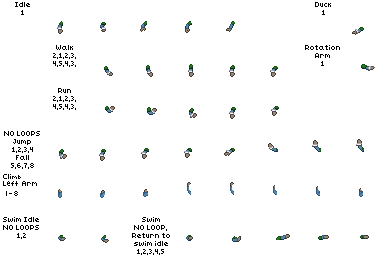 Idle
1
Duck
1
Walk
2,1,2,3,
4,5,4,3,
Rotation
Arm
1
Run
2,1,2,3,
4,5,4,3,
NO LOOPS
Jump
1,2,3,4
Fall
5,6,7,8
Climb
Left Arm
1-8
Swim Idle
NO LOOPS
1,2
Swim
NO LOOP,
Return to
swim idle
1,2,3,4,5